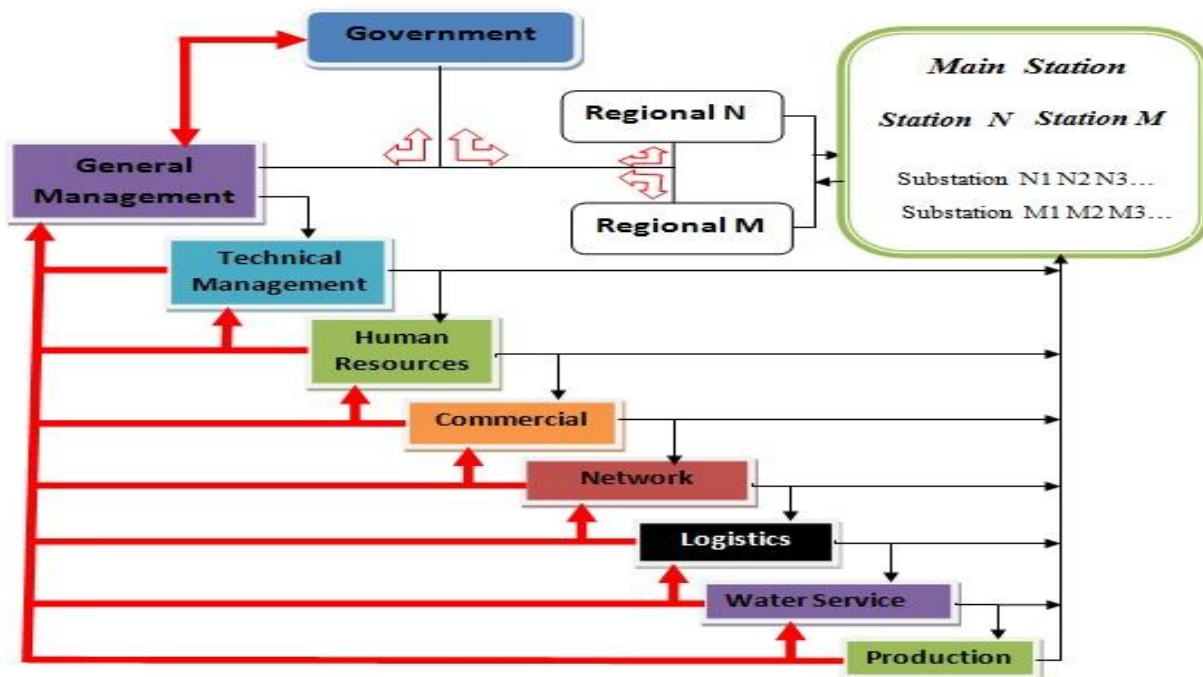 Government
Main Station
Regional N
Station N Station M
General
Management
Substation N1 N2 N3...
Substation M1 M2 M3...
Regional M
Technical
Management
Human
Resources
Commercial
Network
Logistics
Water Service
Production